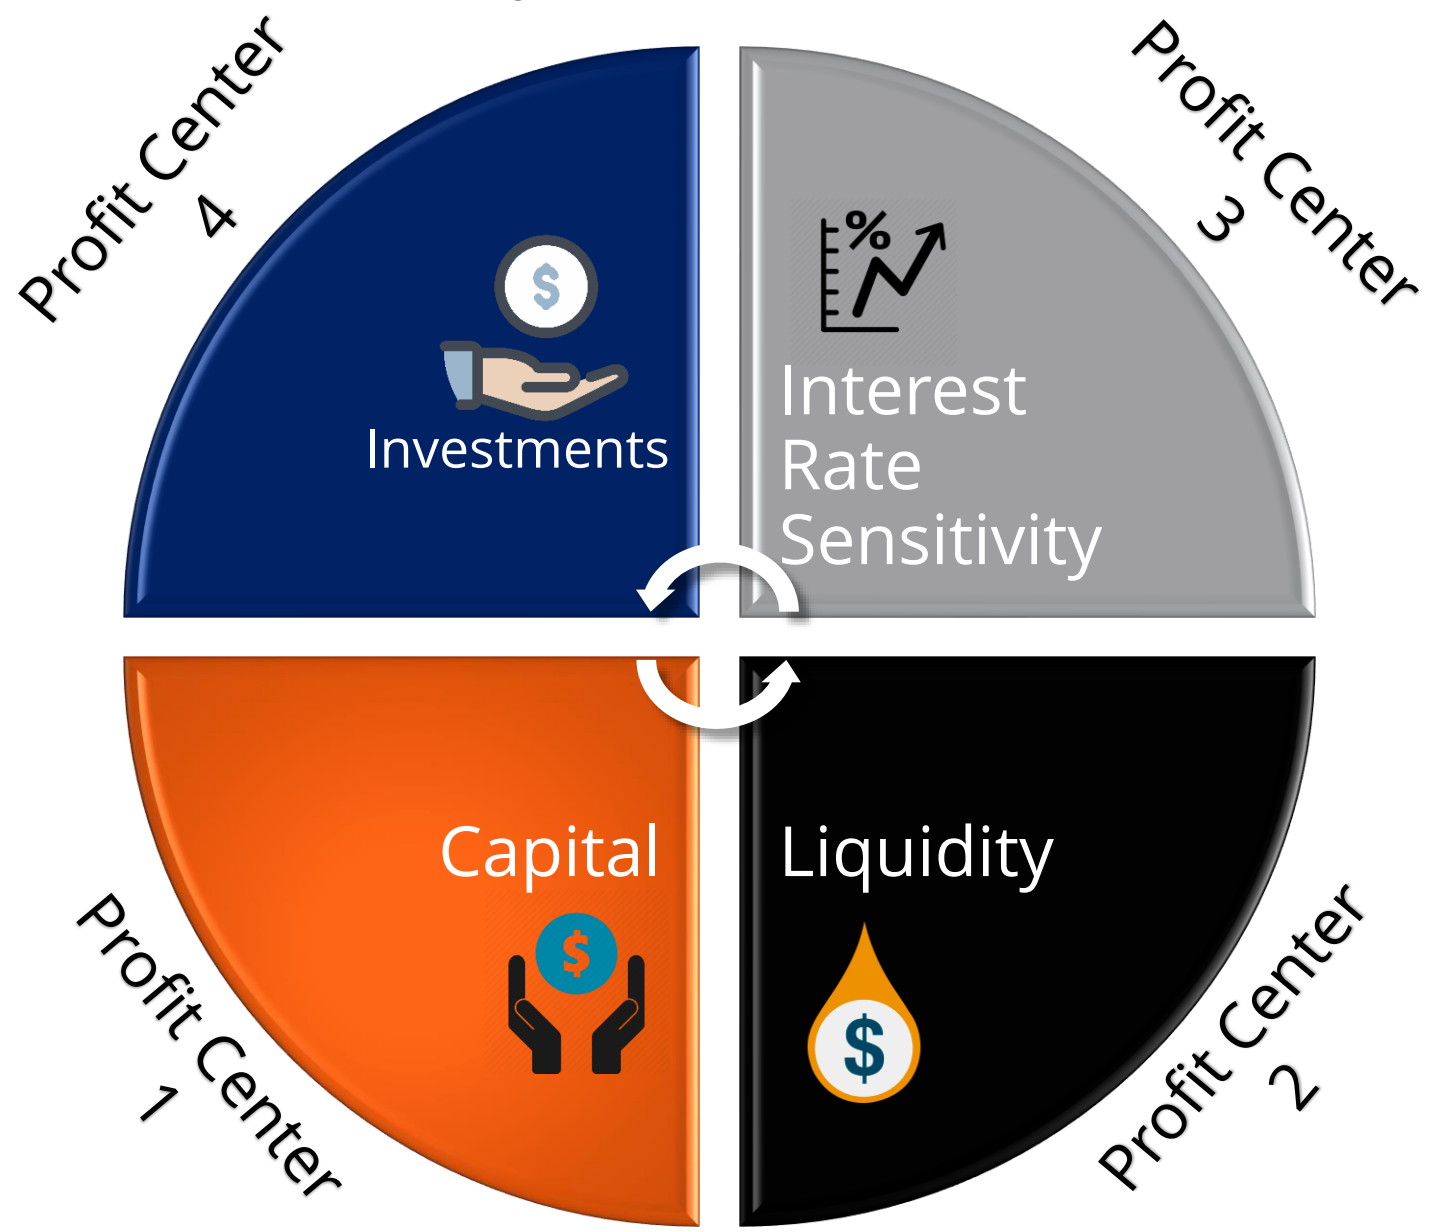 Profit Center
4
Profit Center
3
$
Investments
%
Interest
Rate
Sensitivity
Capital
$
Liquidity
$
Profit Center
1
Profit Center
2